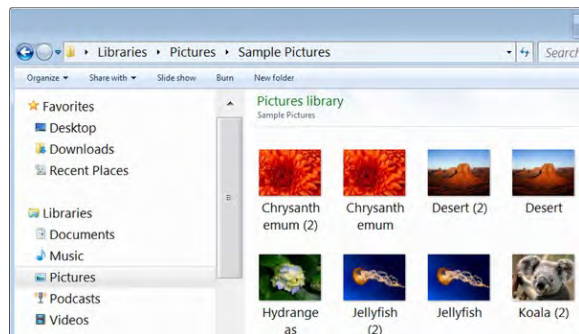 Libraries ▸ Pictures ▸ Sample Pictures
Search
Organize Share with Slide show Burn New folder
Favorites
Desktop
Downloads
Recent Places
Libraries
Documents
Music
Pictures
Podcasts
Videos
Pictures library
Sample Pictures
Chrysanth
emum (2)
Chrysanth
emum
Desert (2)
Desert
Hydrange
as
Jellyfish
(2)
Jellyfish
Koala (2)